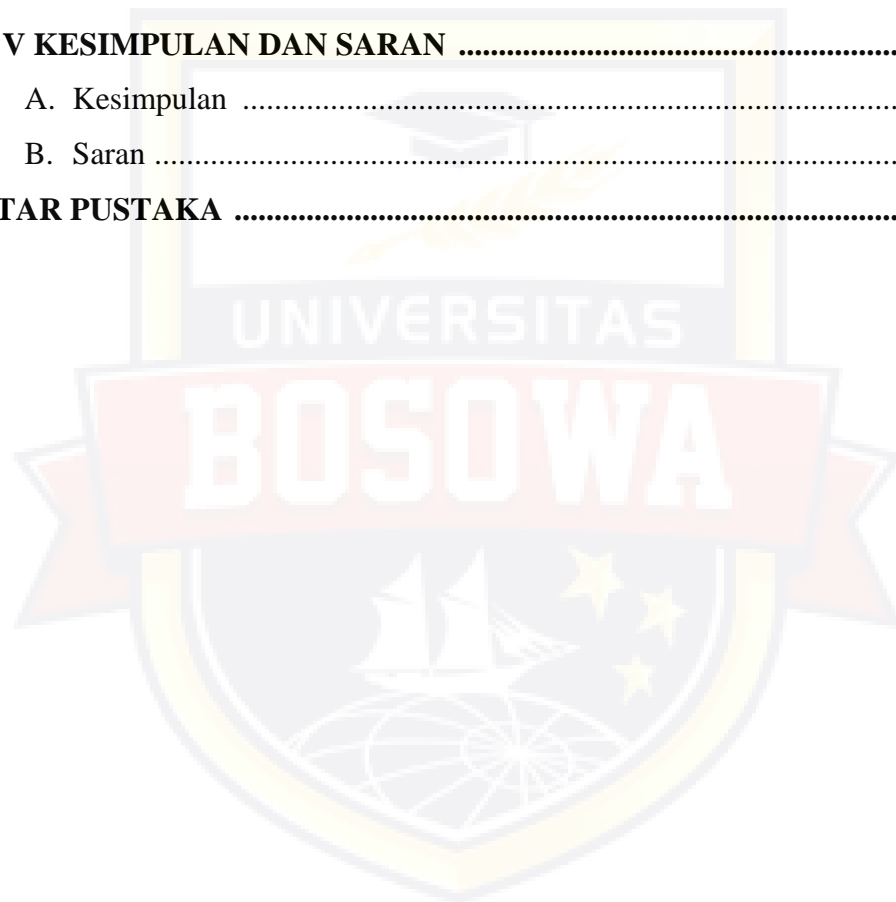 V KESIMPULAN DAN SARAN ........................................................
A. Kesimpulan ...................................................................................
B. Saran ..............................................................................................
TAR PUSTAKA ....................................................................................
UNIVERSITAS
BOSOWA